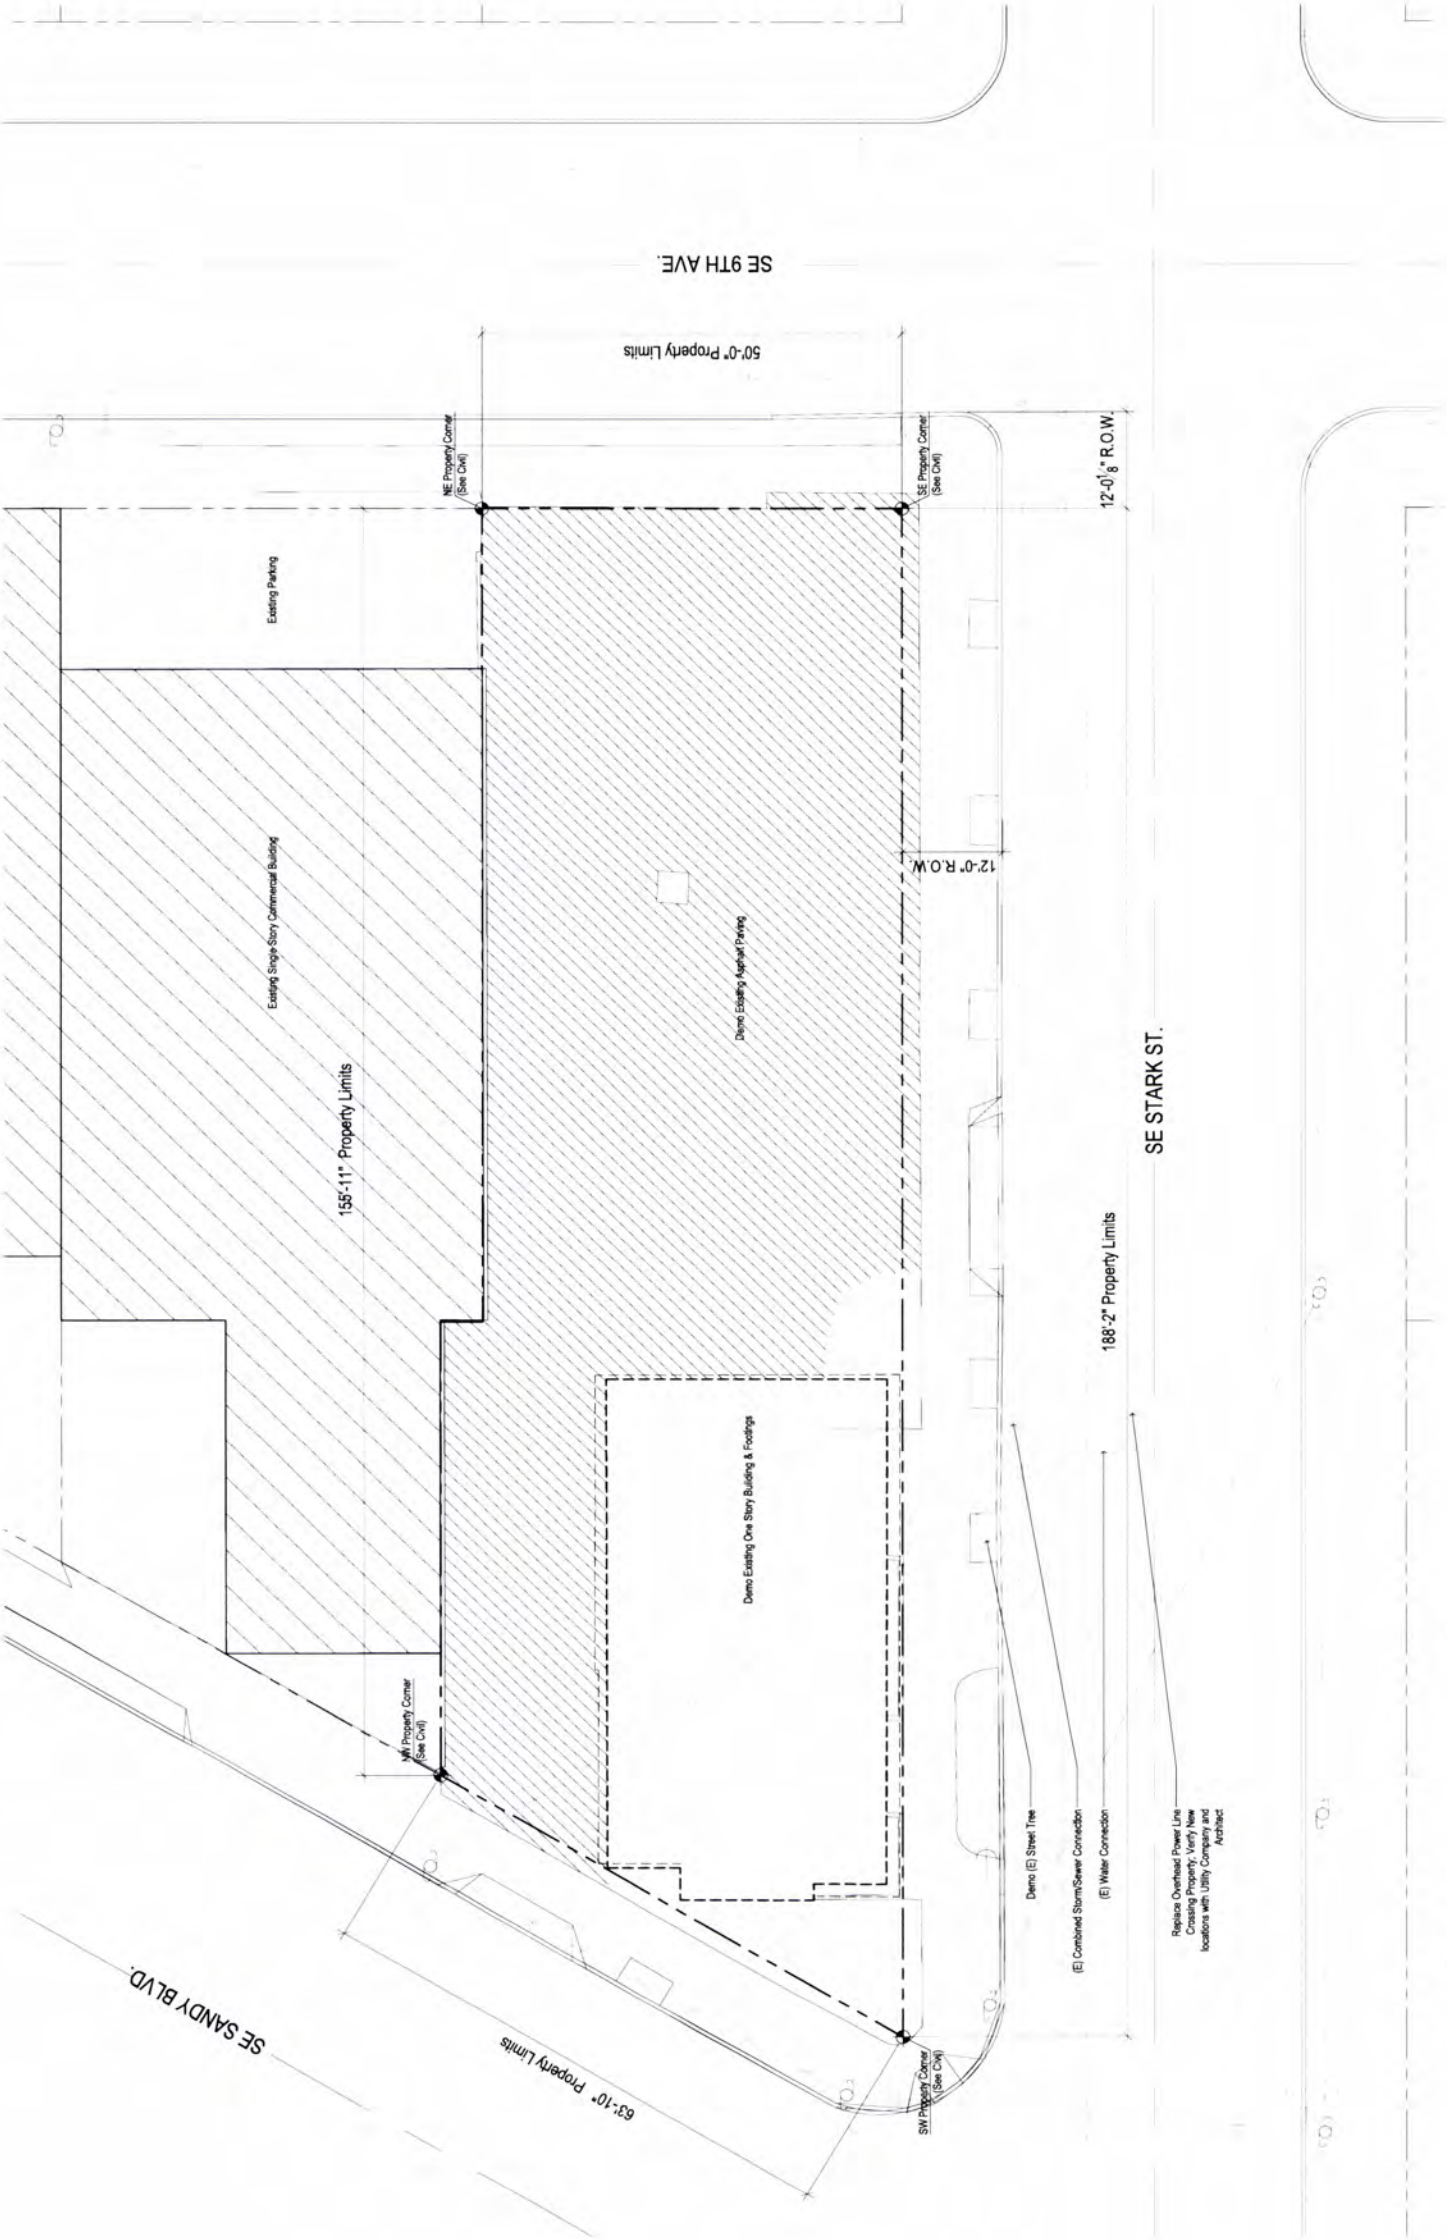 SE 9TH AVE.
50'-0" Property Limits
NE Property Corner
(See Civil)
SE Property Corner
(See Civil)
12'-0 1/8" R.O.W.
Existing Parking
Existing Single-Story Commercial Building
155'-11" Property Limits
Demo Existing Asphalt Paving
12'-0" R.O.W.
SE STARK ST.
188'-2" Property Limits
Demo Existing One Story Building & Footings
NW Property Corner
(See Civil)
Demo (E) Street Tree
(E) Combined Storm/Sewer Connection
(E) Water Connection
Replace Overhead Power Line
Crossing Property; Verify New
locations with Utility Company and
Architect
SE SANDY BLVD.
63'-10" Property Limits
SW Property Corner
(See Civil)